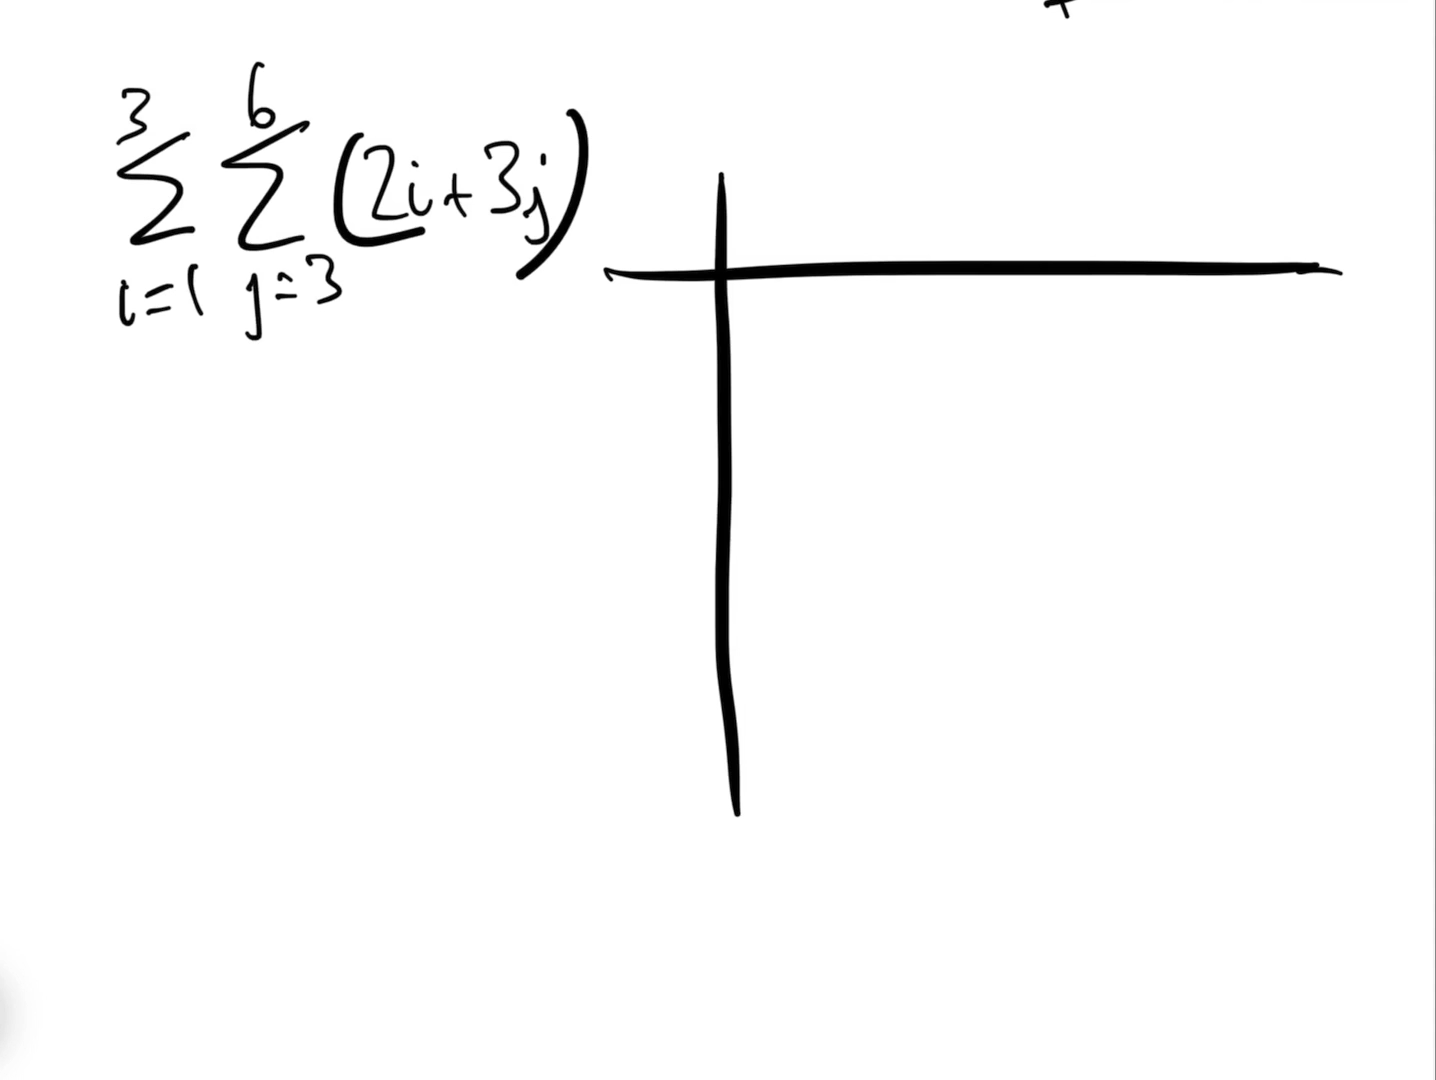 3 6
∑ ∑ (2i+3j)
i=1 j=3